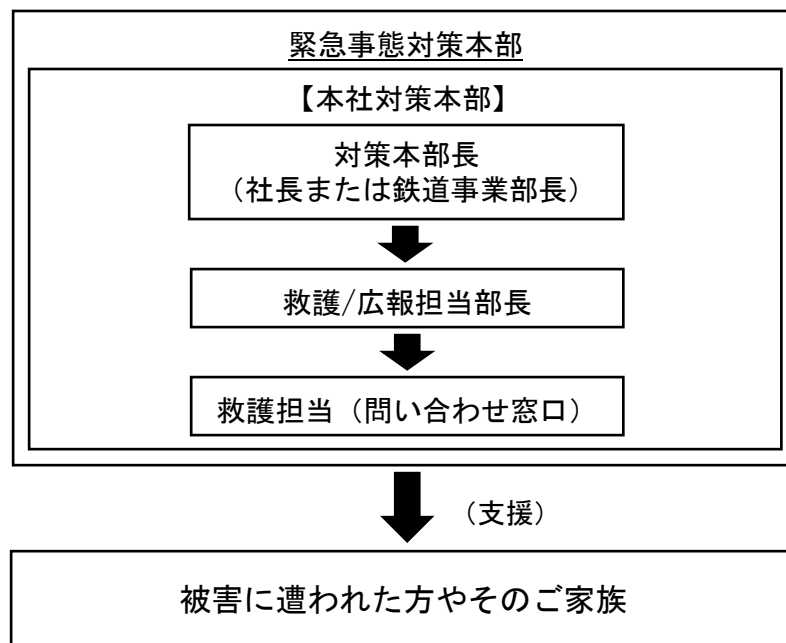 緊急事態対策本部
【本社対策本部】
対策本部長
（社長または鉄道事業部長）
救護/広報担当部長
救護担当（問い合わせ窓口）
（支援）
被害に遭われた方やそのご家族